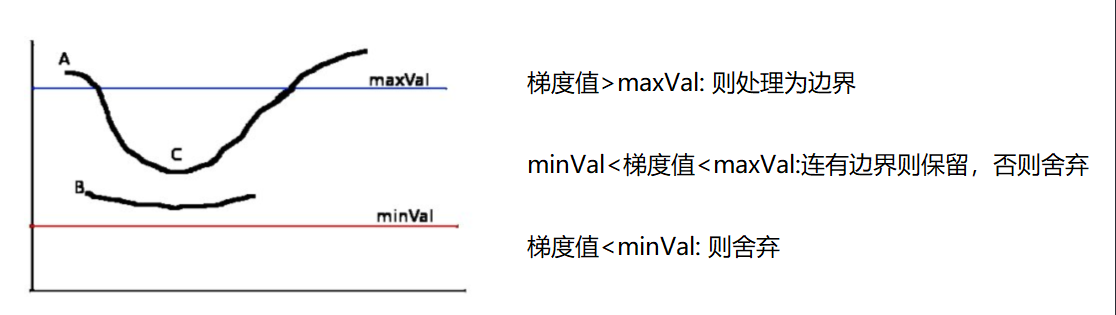 A
maxVal
C
B
minVal
梯度值>maxVal: 则处理为边界
minVal<梯度值<maxVal:连有边界则保留，否则舍弃
梯度值<minVal: 则舍弃